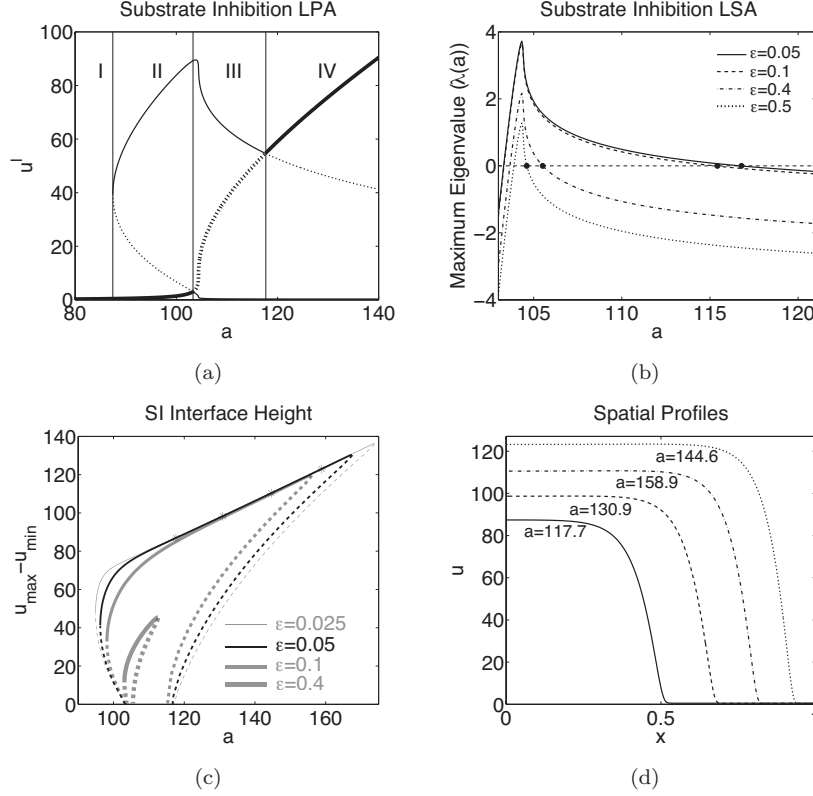 Substrate Inhibition LPA
100
80
60
40
20
0
u^l
I II III IV
80 100 120 140
a
(a)
Substrate Inhibition LSA
4
2
0
−2
−4
Maximum Eigenvalue (λ(a))
ε=0.05
ε=0.1
ε=0.4
ε=0.5
105 110 115 120
a
(b)
SI Interface Height
140
120
100
80
60
40
20
0
u_max−u_min
ε=0.025
ε=0.05
ε=0.1
ε=0.4
100 120 140 160
a
(c)
Spatial Profiles
120
100
80
60
40
20
0
u
a=144.6
a=158.9
a=130.9
a=117.7
0 0.5
x
(d)